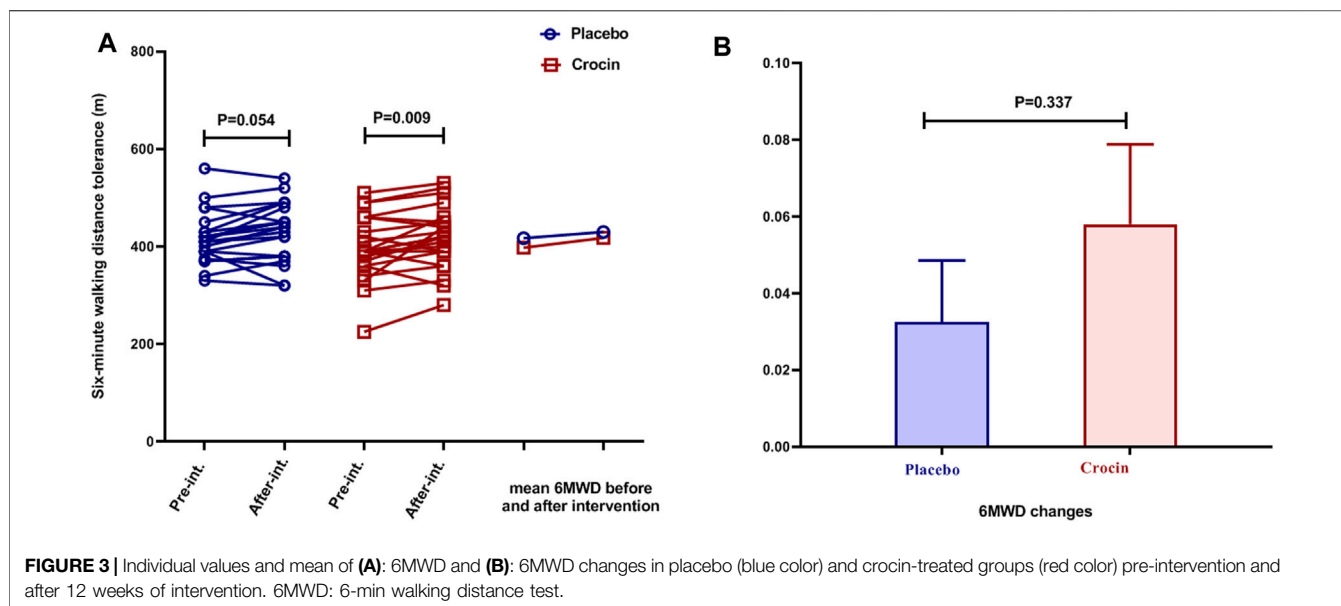 A
Placebo
Crocin
Six-minute walking distance tolerance (m)
800
600
400
200
0
P=0.054
P=0.009
Pre-int.
After-int.
Pre-int.
After-int.
mean 6MWD before
and after intervention
B
0.10
0.08
0.06
0.04
0.02
0.00
P=0.337
Placebo
Crocin
6MWD changes
FIGURE 3 | Individual values and mean of (A): 6MWD and (B): 6MWD changes in placebo (blue color) and crocin-treated groups (red color) pre-intervention and
after 12 weeks of intervention. 6MWD: 6-min walking distance test.